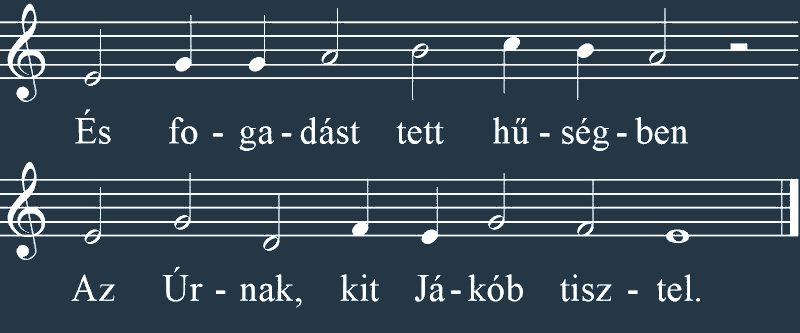 És fo - ga - dást tett hű - ség - ben
Az Úr - nak, kit Já - kób tisz - tel.